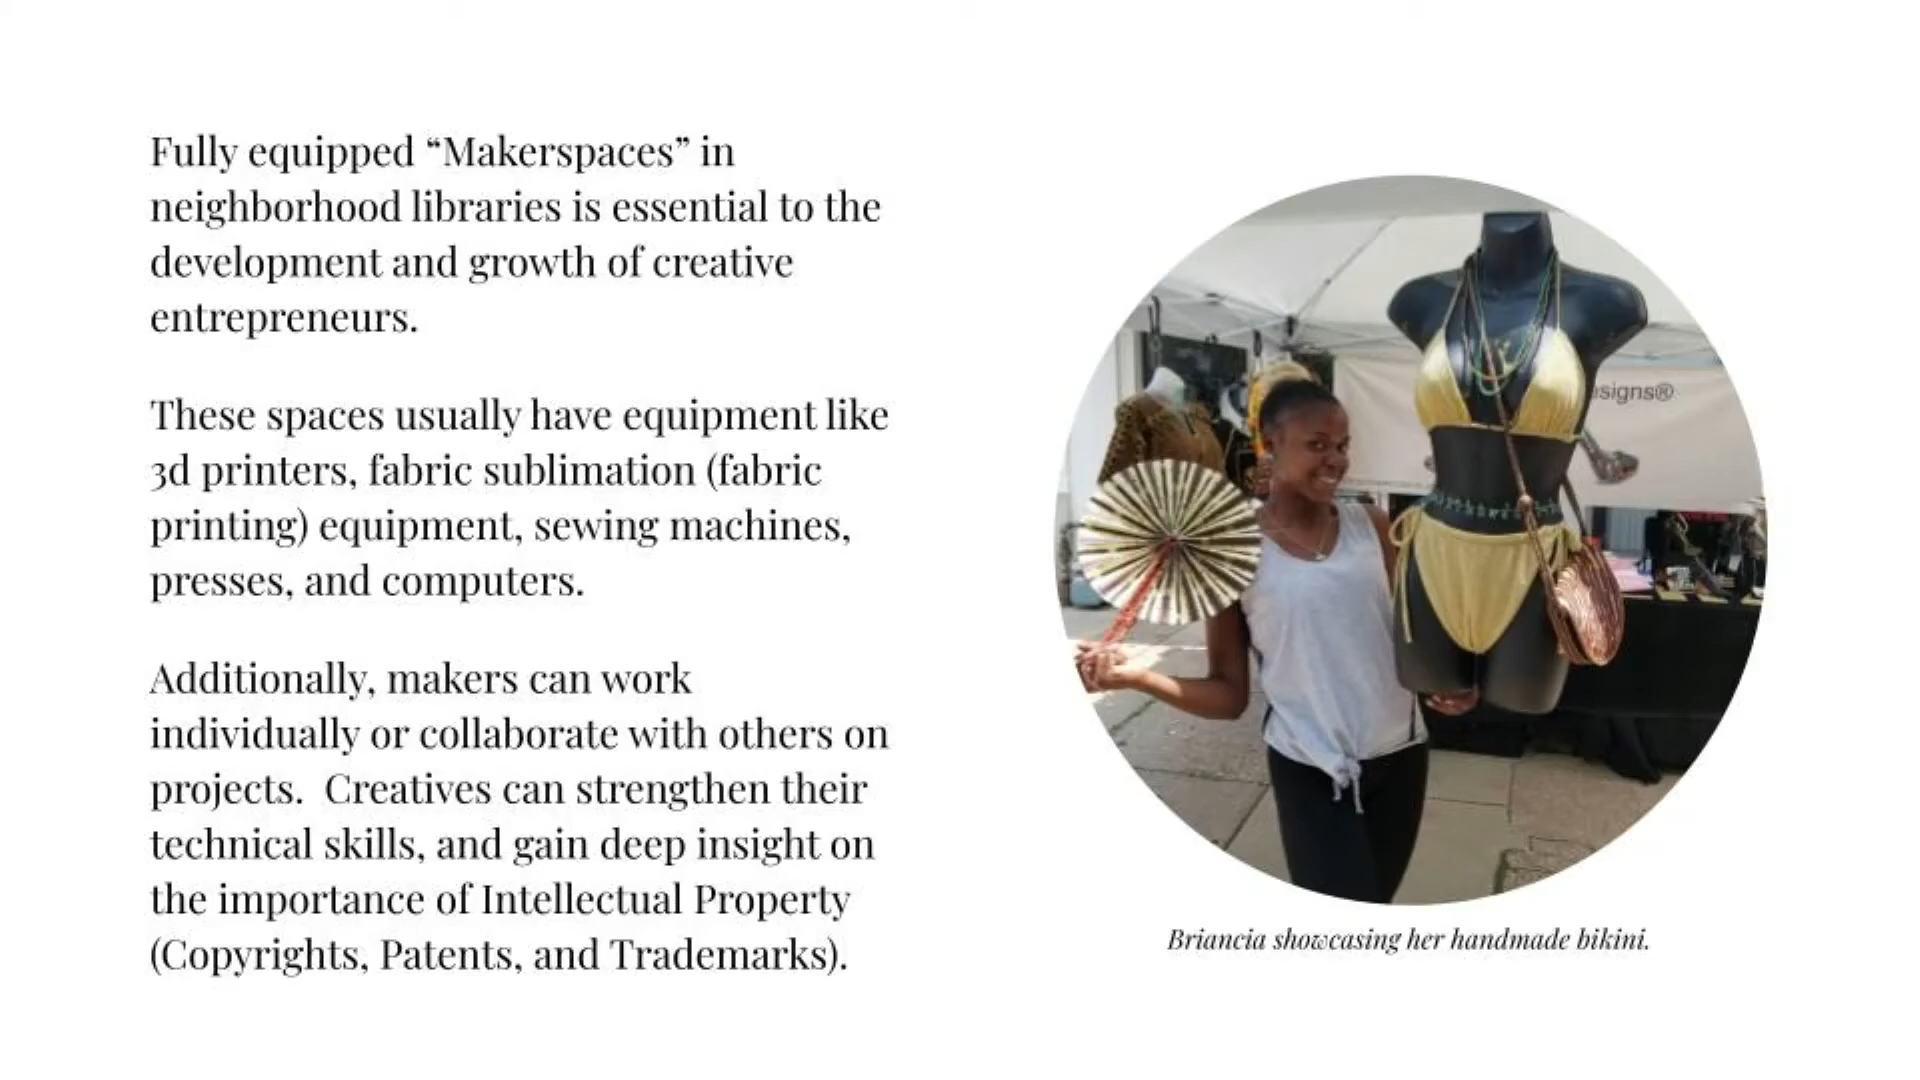 Fully equipped “Makerspaces” in
neighborhood libraries is essential to the
development and growth of creative
entrepreneurs.
These spaces usually have equipment like
3d printers, fabric sublimation (fabric
printing) equipment, sewing machines,
presses, and computers.
Additionally, makers can work
individually or collaborate with others on
projects.  Creatives can strengthen their
technical skills, and gain deep insight on
the importance of Intellectual Property
(Copyrights, Patents, and Trademarks).
signs®
Briancia showcasing her handmade bikini.